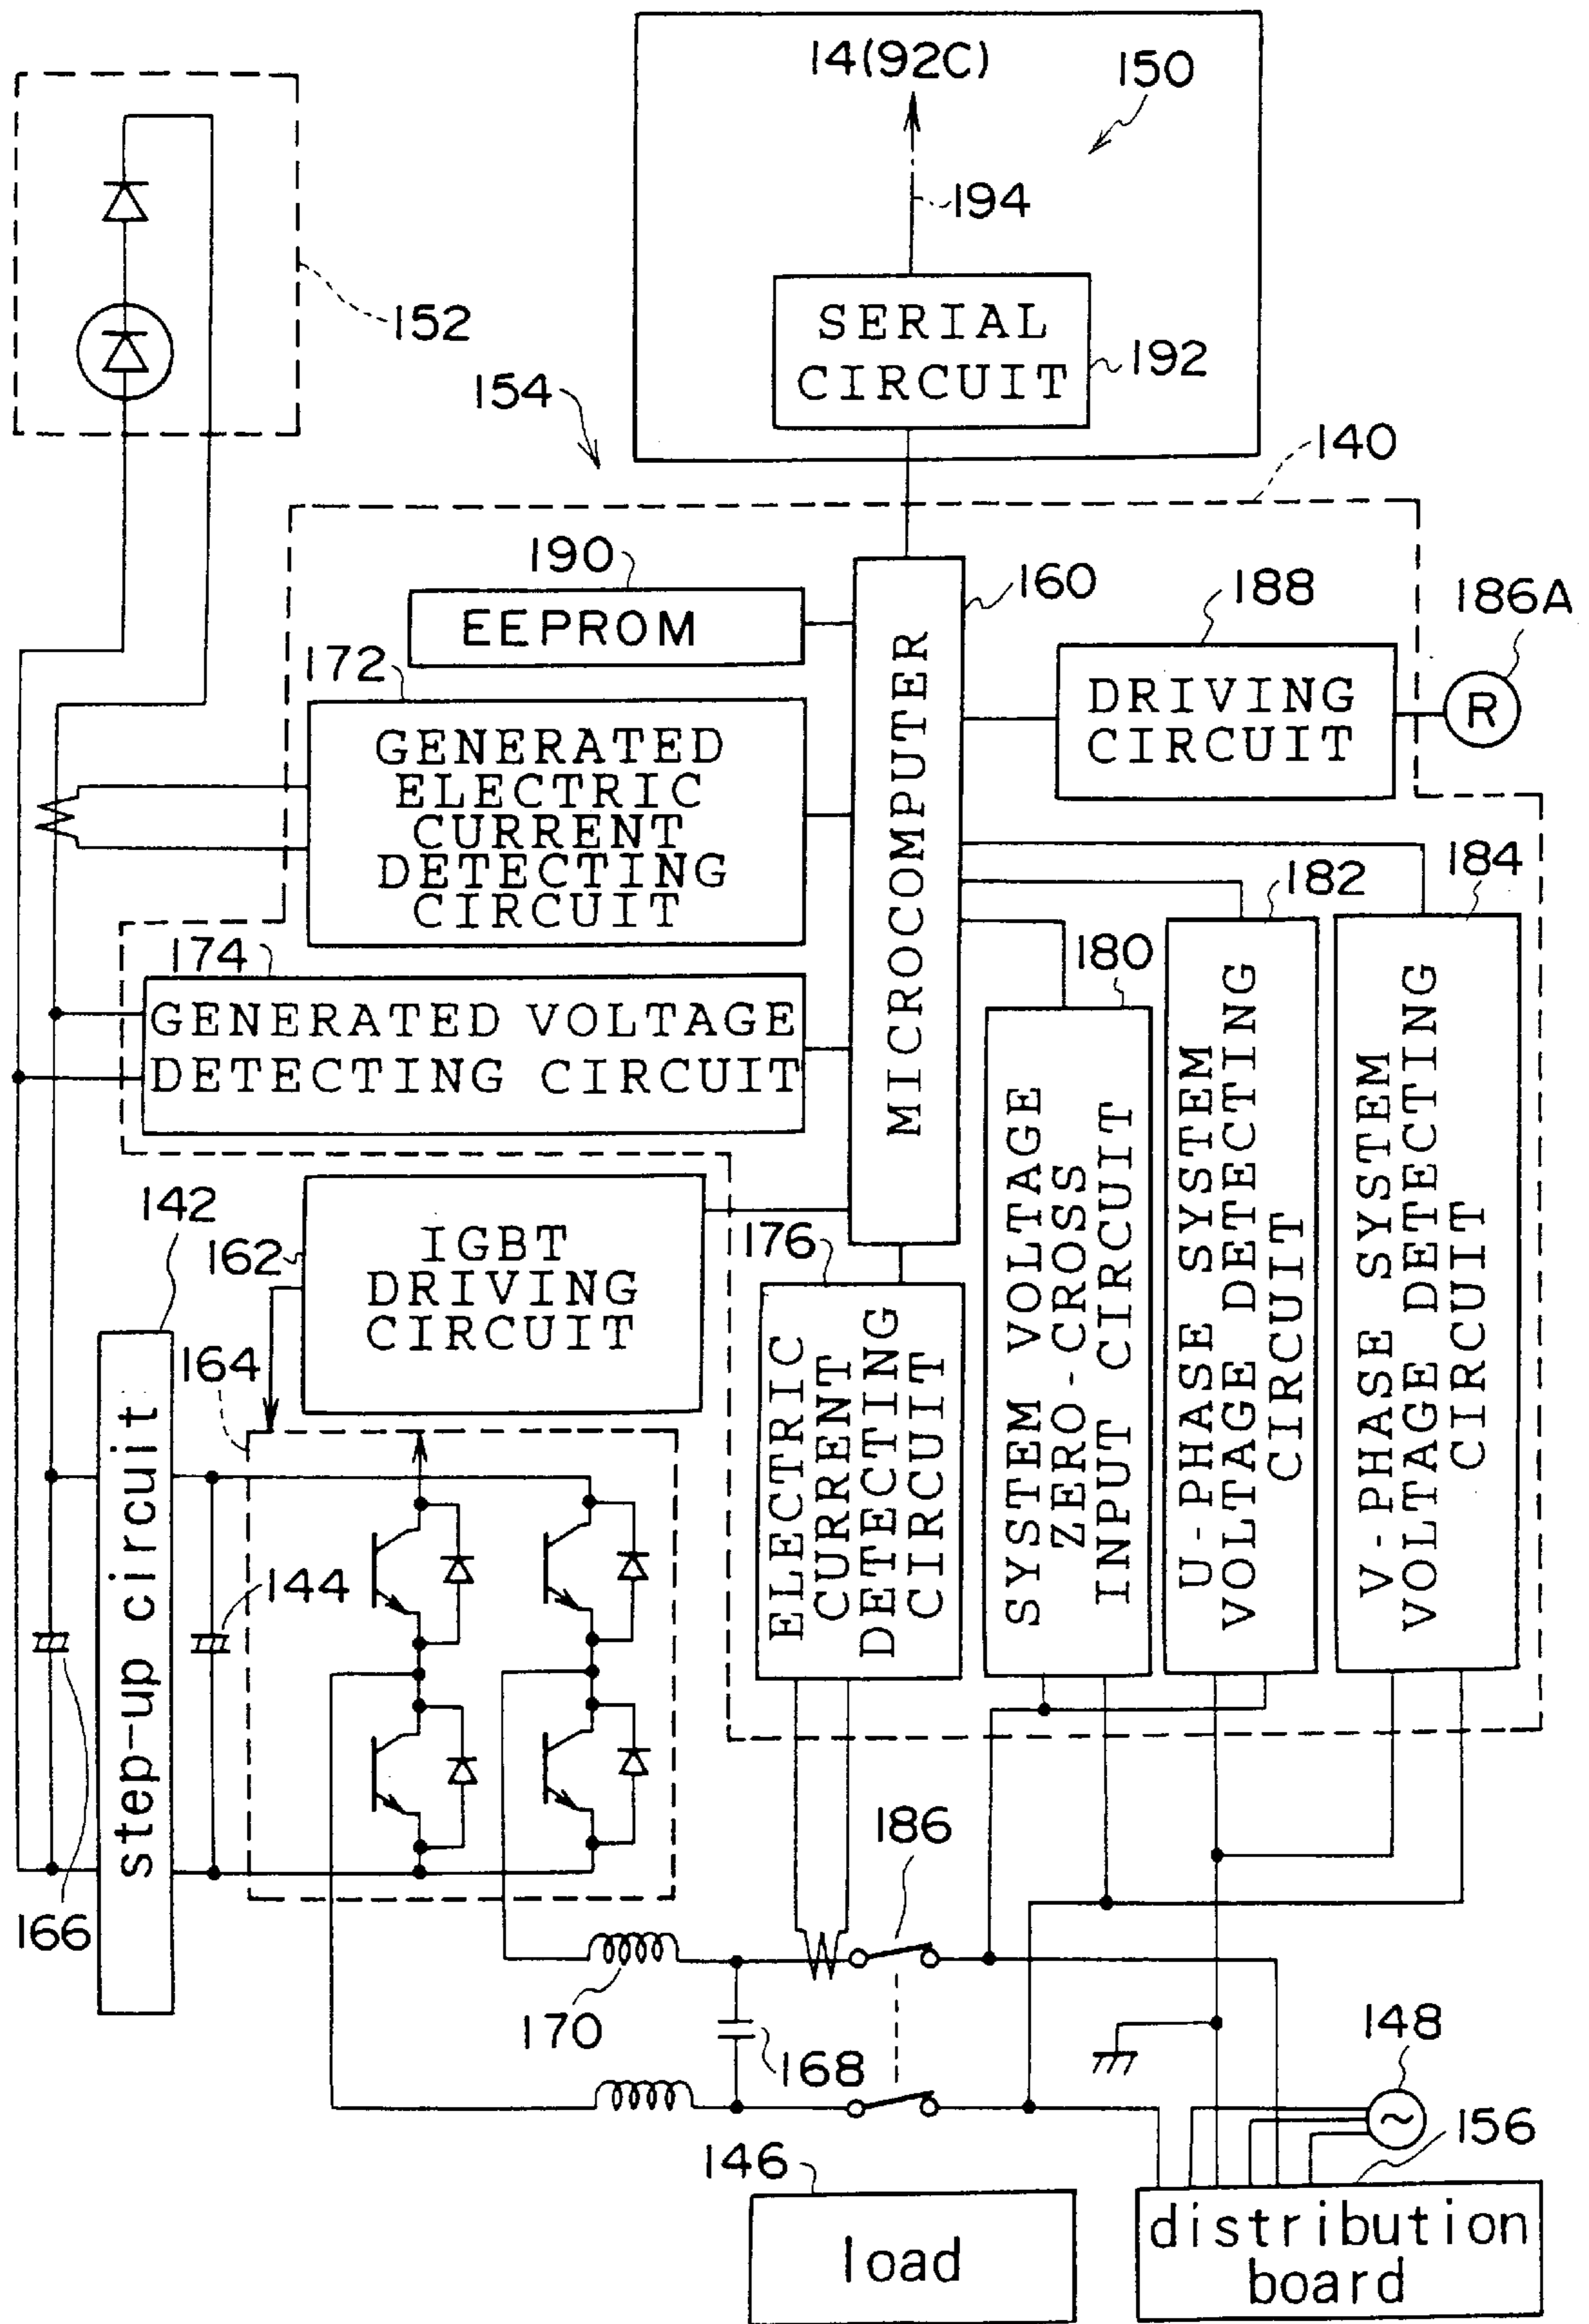 14(92C)
150
194
SERIAL
CIRCUIT
192
152
154
140
190
EEPROM
160
188
186A
172
DRIVING
CIRCUIT
R
GENERATED
ELECTRIC
CURRENT
DETECTING
CIRCUIT
MICROCOMPUTER
182
184
174
180
GENERATED VOLTAGE
DETECTING CIRCUIT
142
162
IGBT
DRIVING
CIRCUIT
176
164
ELECTRIC
CURRENT
DETECTING
CIRCUIT
SYSTEM VOLTAGE
ZERO-CROSS
INPUT CIRCUIT
U-PHASE SYSTEM
VOLTAGE DETECTING
CIRCUIT
V-PHASE SYSTEM
VOLTAGE DETECTING
CIRCUIT
step-up circuit
144
186
166
170
168
148
146
156
load
distribution
board